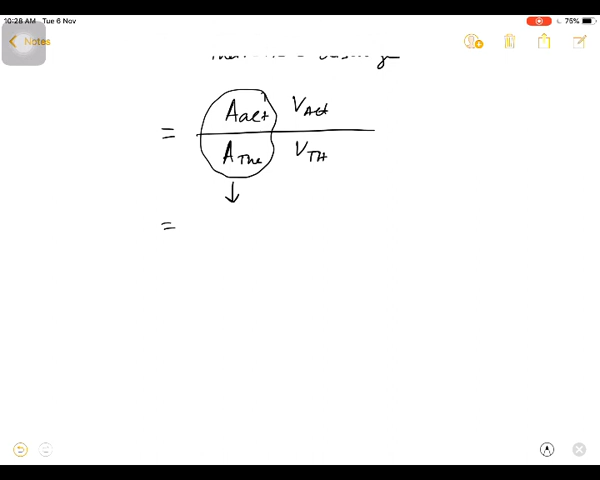 10:28 AM Tue 6 Nov
75%
Notes
= Aact VAct
AThe VTH
↓
=